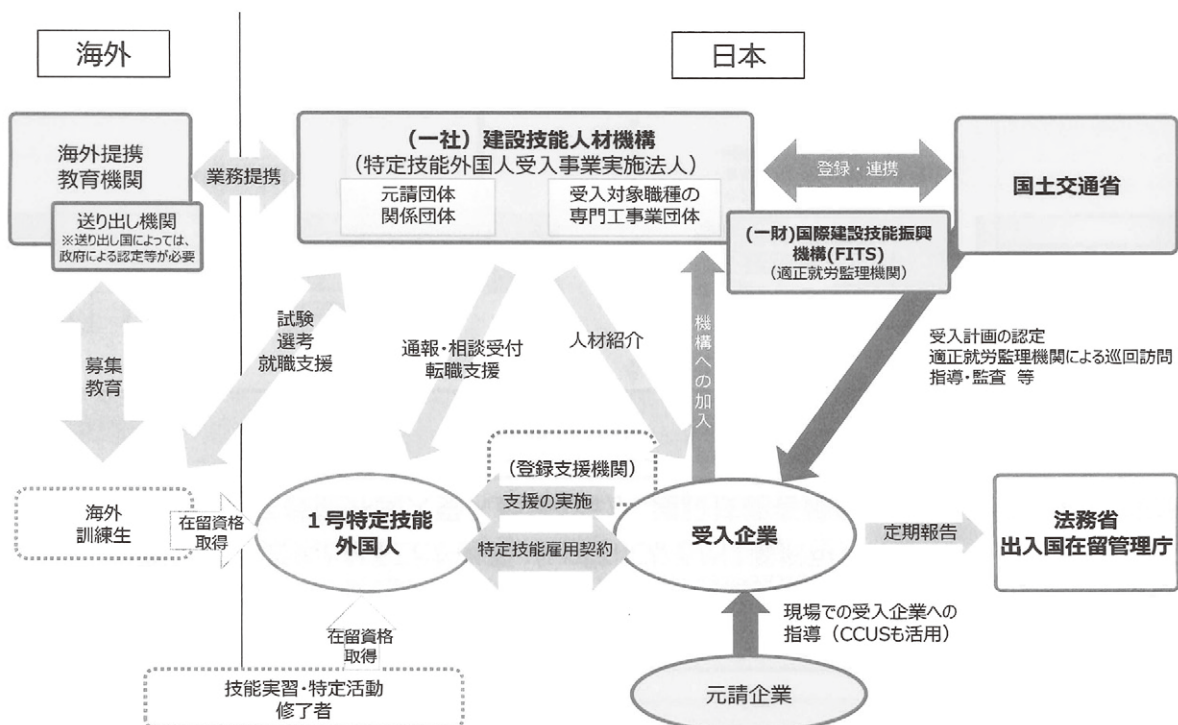 海外
日本
海外提携
教育機関
送り出し機関
※送り出し国によっては、
政府による認定等が必要
業務提携
(一社)建設技能人材機構
(特定技能外国人受入事業実施法人)
元請団体
関係団体
受入対象職種の
専門工事業団体
登録・連携
国土交通省
(一財)国際建設技能振興
機構(FITS)
(適正就労監理機関)
募集
教育
試験
選考
就職支援
通報・相談受付
転職支援
人材紹介
機構への加入
受入計画の認定
適正就労監理機関による巡回訪問
指導・監査 等
海外
訓練生
在留資格
取得
1号特定技能
外国人
(登録支援機関)
支援の実施
特定技能雇用契約
受入企業
定期報告
法務省
出入国在留管理庁
在留資格
取得
技能実習・特定活動
修了者
現場での受入企業への
指導(CCUSも活用)
元請企業